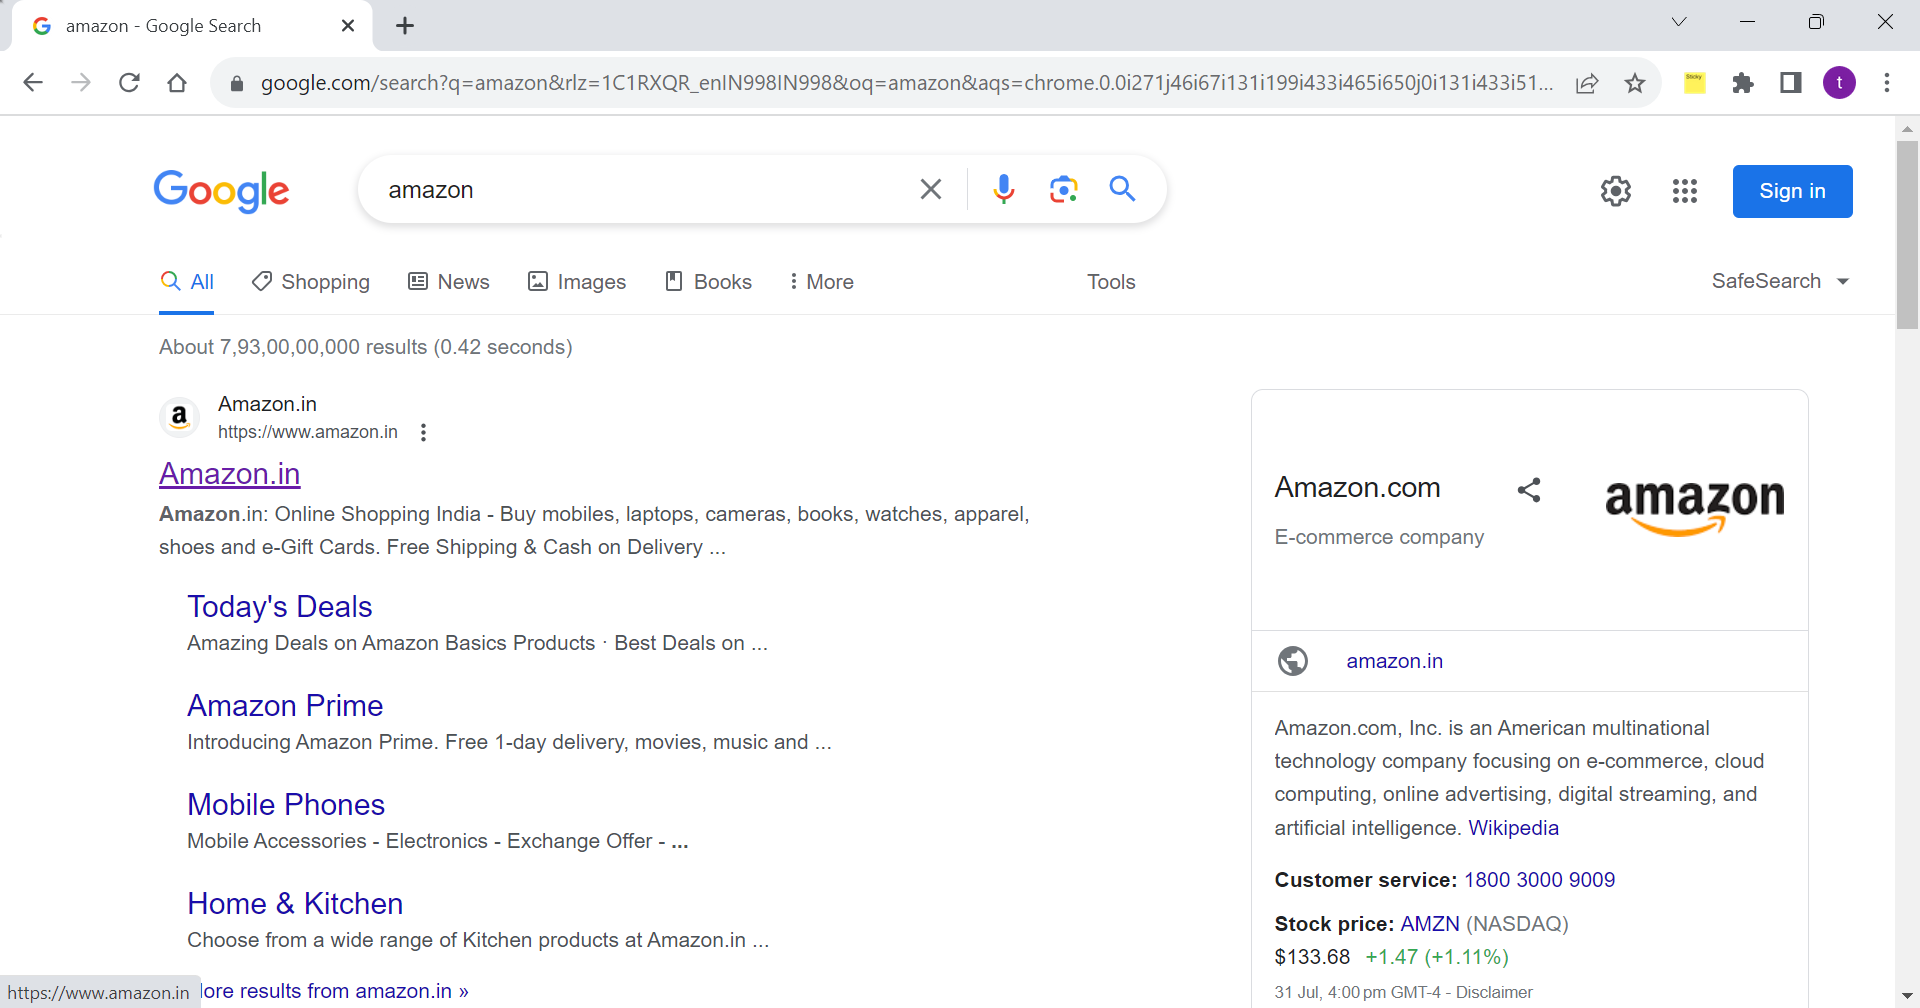 amazon - Google Search
google.com/search?q=amazon&rlz=1C1RXQR_enIN998IN998&oq=amazon&aqs=chrome.0.0i271j46i67i131i199i433i465i650j0i131i433i51...
Sticky
t
Google
amazon
Sign in
All
Shopping
News
Images
Books
More
Tools
SafeSearch
About 7,93,00,00,000 results (0.42 seconds)
a
Amazon.in
https://www.amazon.in
Amazon.in
Amazon.in: Online Shopping India - Buy mobiles, laptops, cameras, books, watches, apparel,
shoes and e-Gift Cards. Free Shipping & Cash on Delivery ...
Today's Deals
Amazing Deals on Amazon Basics Products · Best Deals on ...
Amazon Prime
Introducing Amazon Prime. Free 1-day delivery, movies, music and ...
Mobile Phones
Mobile Accessories - Electronics - Exchange Offer - ...
Home & Kitchen
Choose from a wide range of Kitchen products at Amazon.in ...
ore results from amazon.in »
https://www.amazon.in
Amazon.com
E-commerce company
amazon
amazon.in
Amazon.com, Inc. is an American multinational
technology company focusing on e-commerce, cloud
computing, online advertising, digital streaming, and
artificial intelligence. Wikipedia
Customer service: 1800 3000 9009
Stock price: AMZN (NASDAQ)
$133.68 +1.47 (+1.11%)
31 Jul, 4:00 pm GMT-4 - Disclaimer